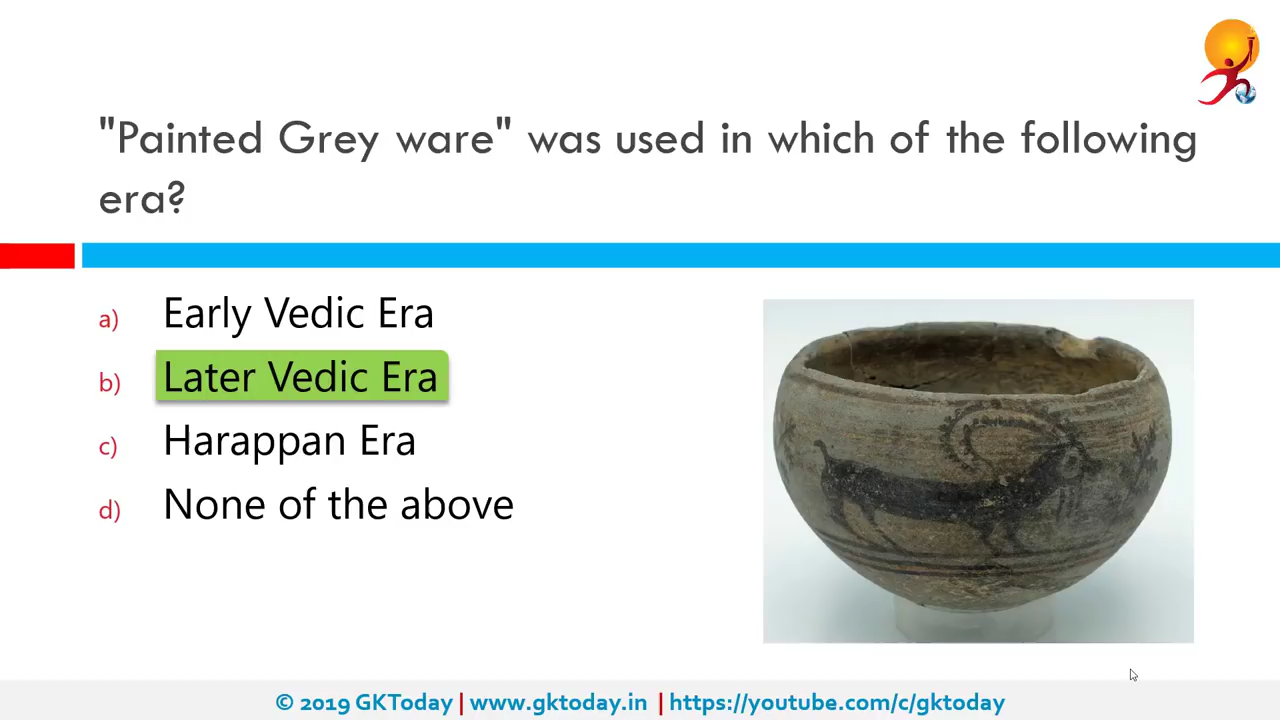 "Painted Grey ware" was used in which of the following
era?
a) Early Vedic Era
b) Later Vedic Era
c) Harappan Era
d) None of the above
© 2019 GKToday | www.gktoday.in | https://youtube.com/c/gktoday